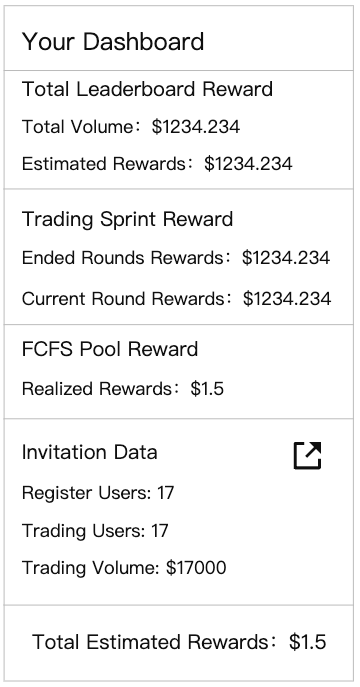 Your Dashboard
Total Leaderboard Reward
Total Volume：$1234.234
Estimated Rewards：$1234.234
Trading Sprint Reward
Ended Rounds Rewards：$1234.234
Current Round Rewards：$1234.234
FCFS Pool Reward
Realized Rewards：$1.5
Invitation Data
Register Users: 17
Trading Users: 17
Trading Volume: $17000
Total Estimated Rewards：$1.5